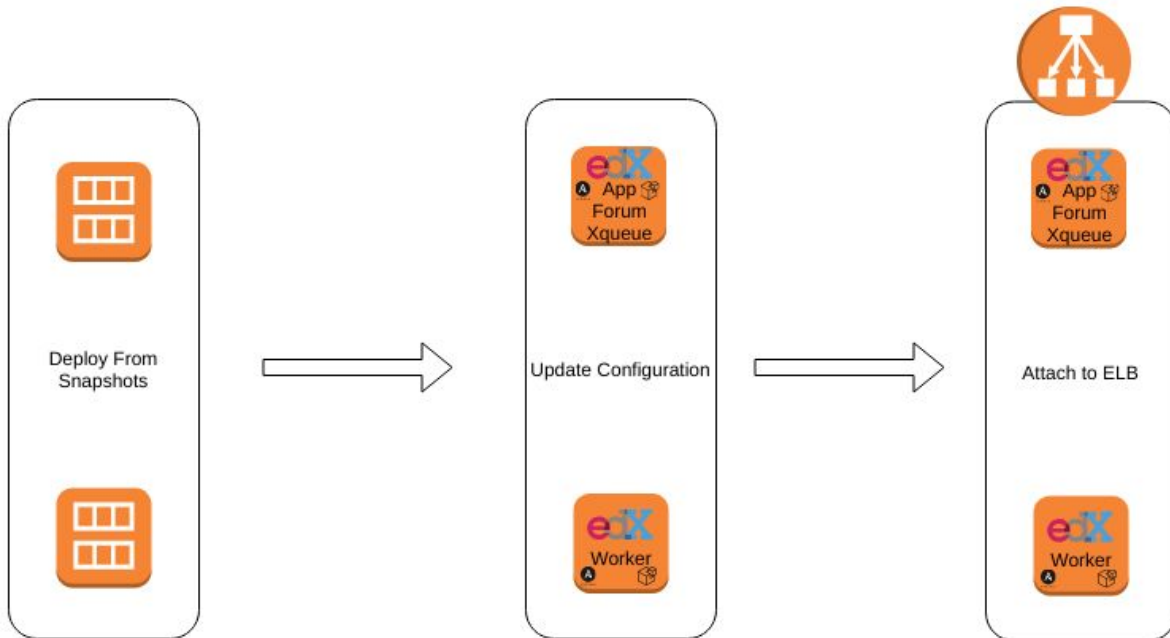 Deploy From
Snapshots
edX
A App
Forum
Xqueue
Update Configuration
edX
Worker
A
edX
A App
Forum
Xqueue
Attach to ELB
edX
Worker
A